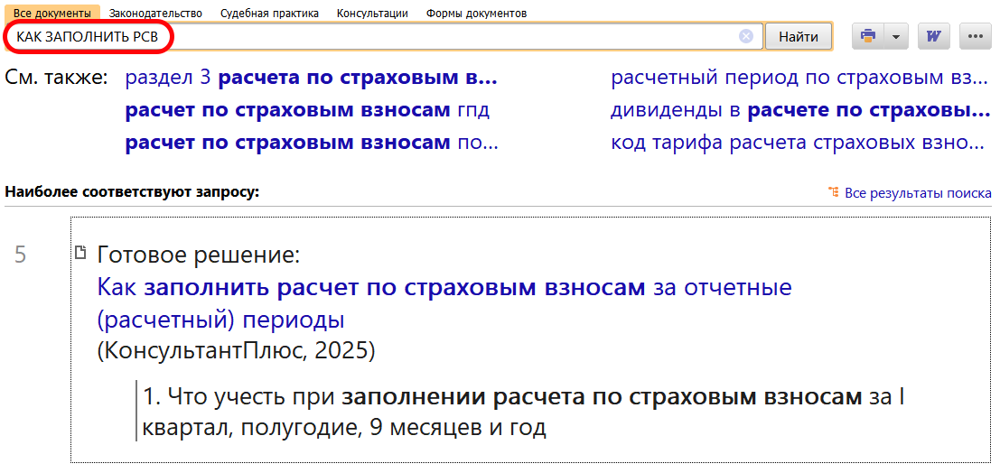 Все документы Законодательство Судебная практика Консультации Формы документов
КАК ЗАПОЛНИТЬ РСВ Найти W
См. также: раздел 3 расчета по страховым в... расчетный период по страховым вз...
расчет по страховым взносам гпд дивиденды в расчете по страховы...
расчет по страховым взносам по... код тарифа расчета страховых взно...
Наиболее соответствуют запросу: Все результаты поиска
5 Готовое решение:
Как заполнить расчет по страховым взносам за отчетные
(расчетный) периоды
(КонсультантПлюс, 2025)
1. Что учесть при заполнении расчета по страховым взносам за I
квартал, полугодие, 9 месяцев и год